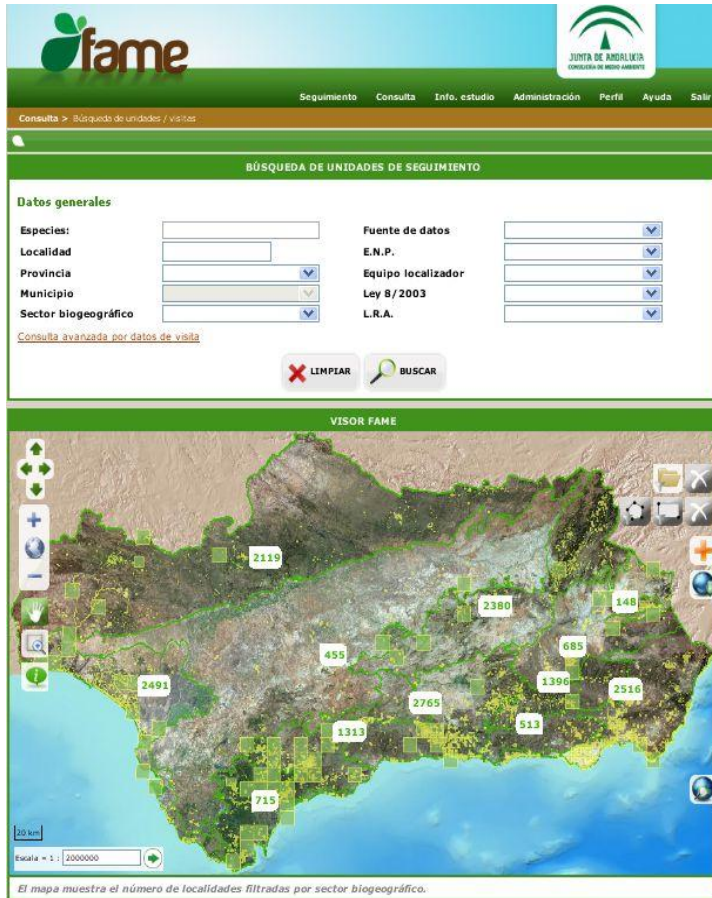 fame
JUNTA DE ANDALUCIA
CONSEJERÍA DE MEDIO AMBIENTE
Seguimiento Consulta Info. estudio Administración Perfil Ayuda Salir
Consulta > Búsqueda de unidades / visitas
BÚSQUEDA DE UNIDADES DE SEGUIMIENTO
Datos generales
Especies: Fuente de datos
Localidad E.N.P.
Provincia Equipo localizador
Municipio Ley 8/2003
Sector biogeográfico L.R.A.
Consulta avanzada por datos de visita
LIMPIAR BUSCAR
VISOR FAME
2119
2380
148
685
455
2491
1396
2516
2765
513
1313
715
20 km
Escala = 1 : 2000000
El mapa muestra el número de localidades filtradas por sector biogeográfico.